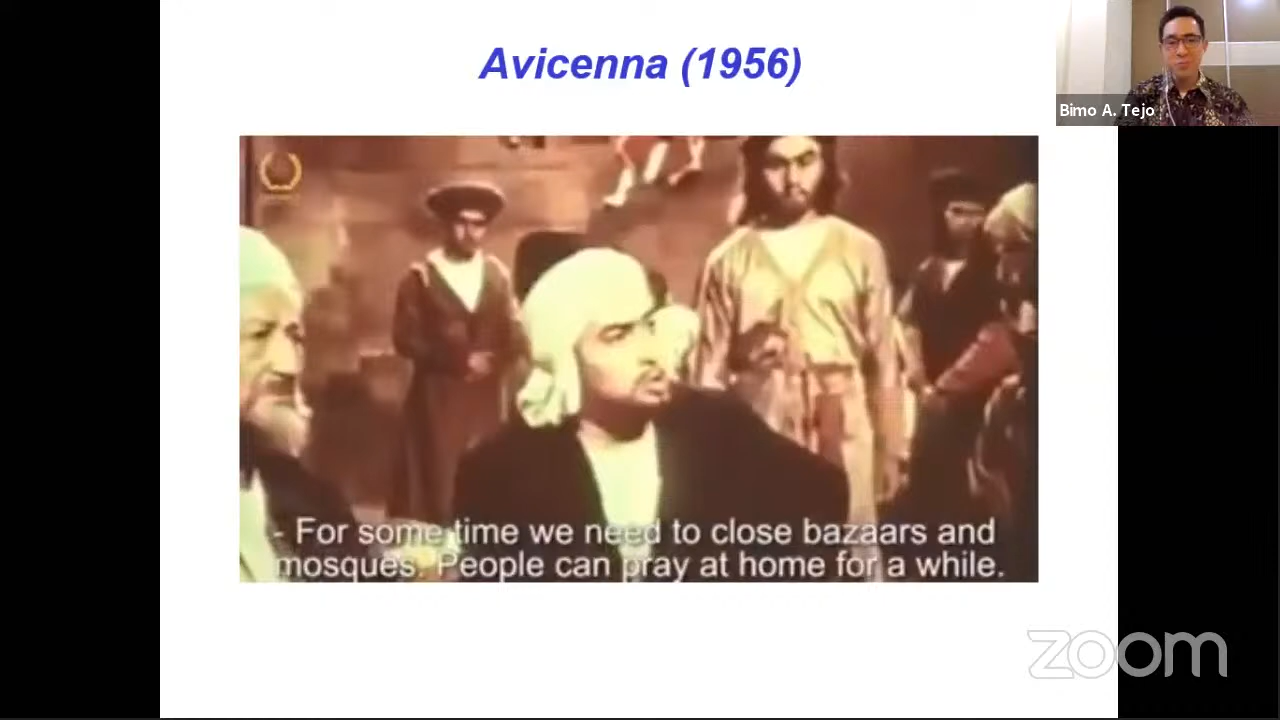 Avicenna (1956)
Bimo A. Tejo
- For some time we need to close bazaars and
mosques. People can pray at home for a while.
zoom